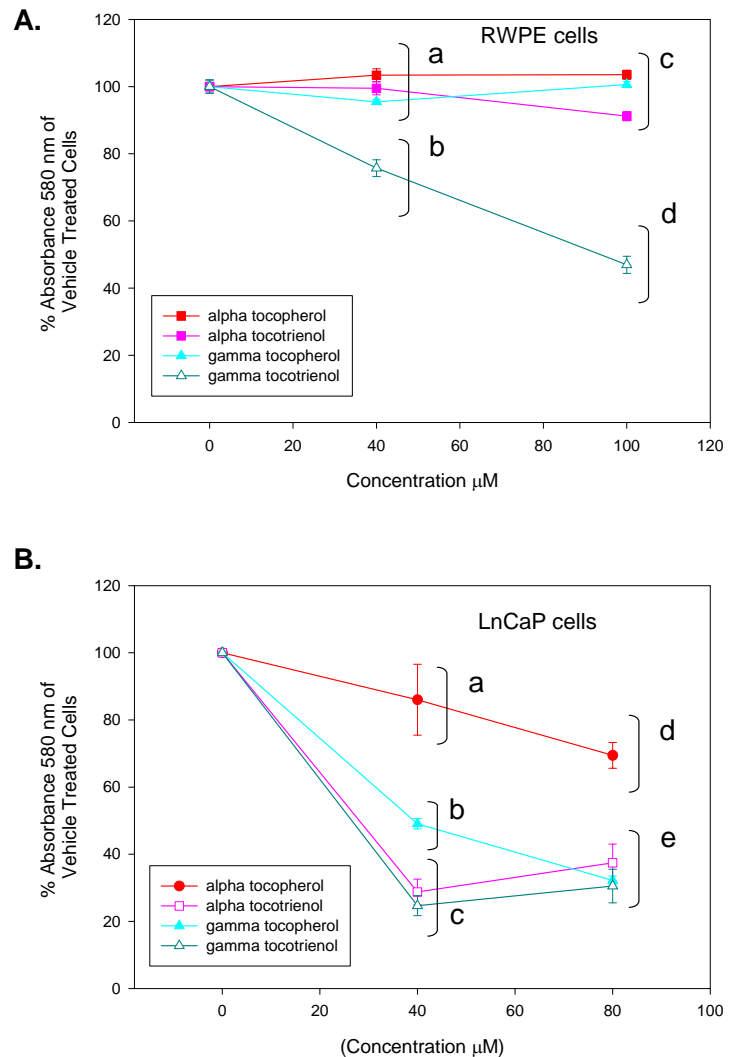 A.
RWPE cells
% Absorbance 580 nm of
Vehicle Treated Cells
120
100
80
60
40
20
0
a
b
c
d
alpha tocopherol
alpha tocotrienol
gamma tocopherol
gamma tocotrienol
0 20 40 60 80 100 120
Concentration μM
B.
LnCaP cells
% Absorbance 580 nm of
Vehicle Treated Cells
120
100
80
60
40
20
0
a
b
c
d
e
alpha tocopherol
alpha tocotrienol
gamma tocopherol
gamma tocotrienol
0 20 40 60 80 100
(Concentration μM)